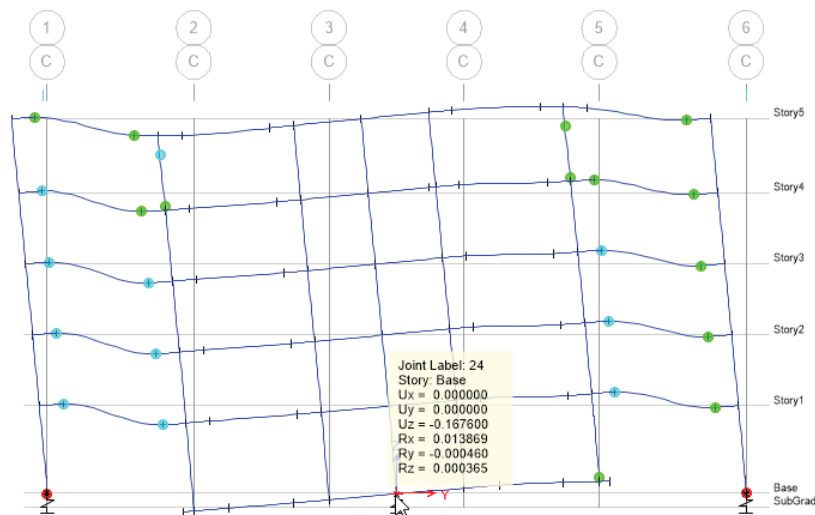 1 2 3 4 5 6
C C C C C C
Story5
Story4
Story3
Story2
Joint Label: 24
Story: Base
Ux = 0.000000
Uy = 0.000000
Uz = -0.167600
Rx = 0.013869
Ry = -0.000460
Rz = 0.000365
Story1
Base
Y
SubGrad